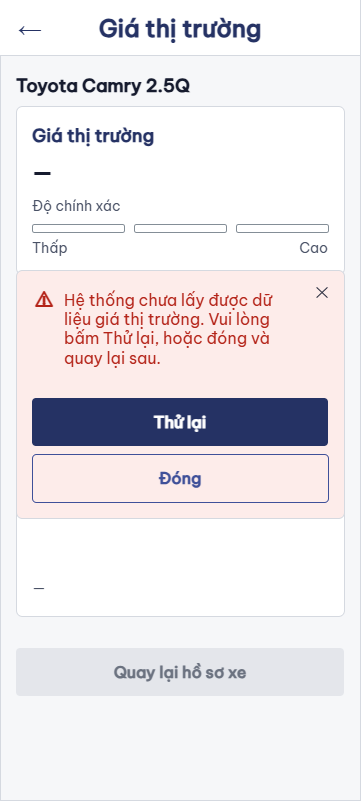 Giá thị trường
Toyota Camry 2.5Q
Giá thị trường
–
Độ chính xác
Thấp
Cao
Hệ thống chưa lấy được dữ
liệu giá thị trường. Vui lòng
bấm Thử lại, hoặc đóng và
quay lại sau.
Thử lại
Đóng
–
Quay lại hồ sơ xe